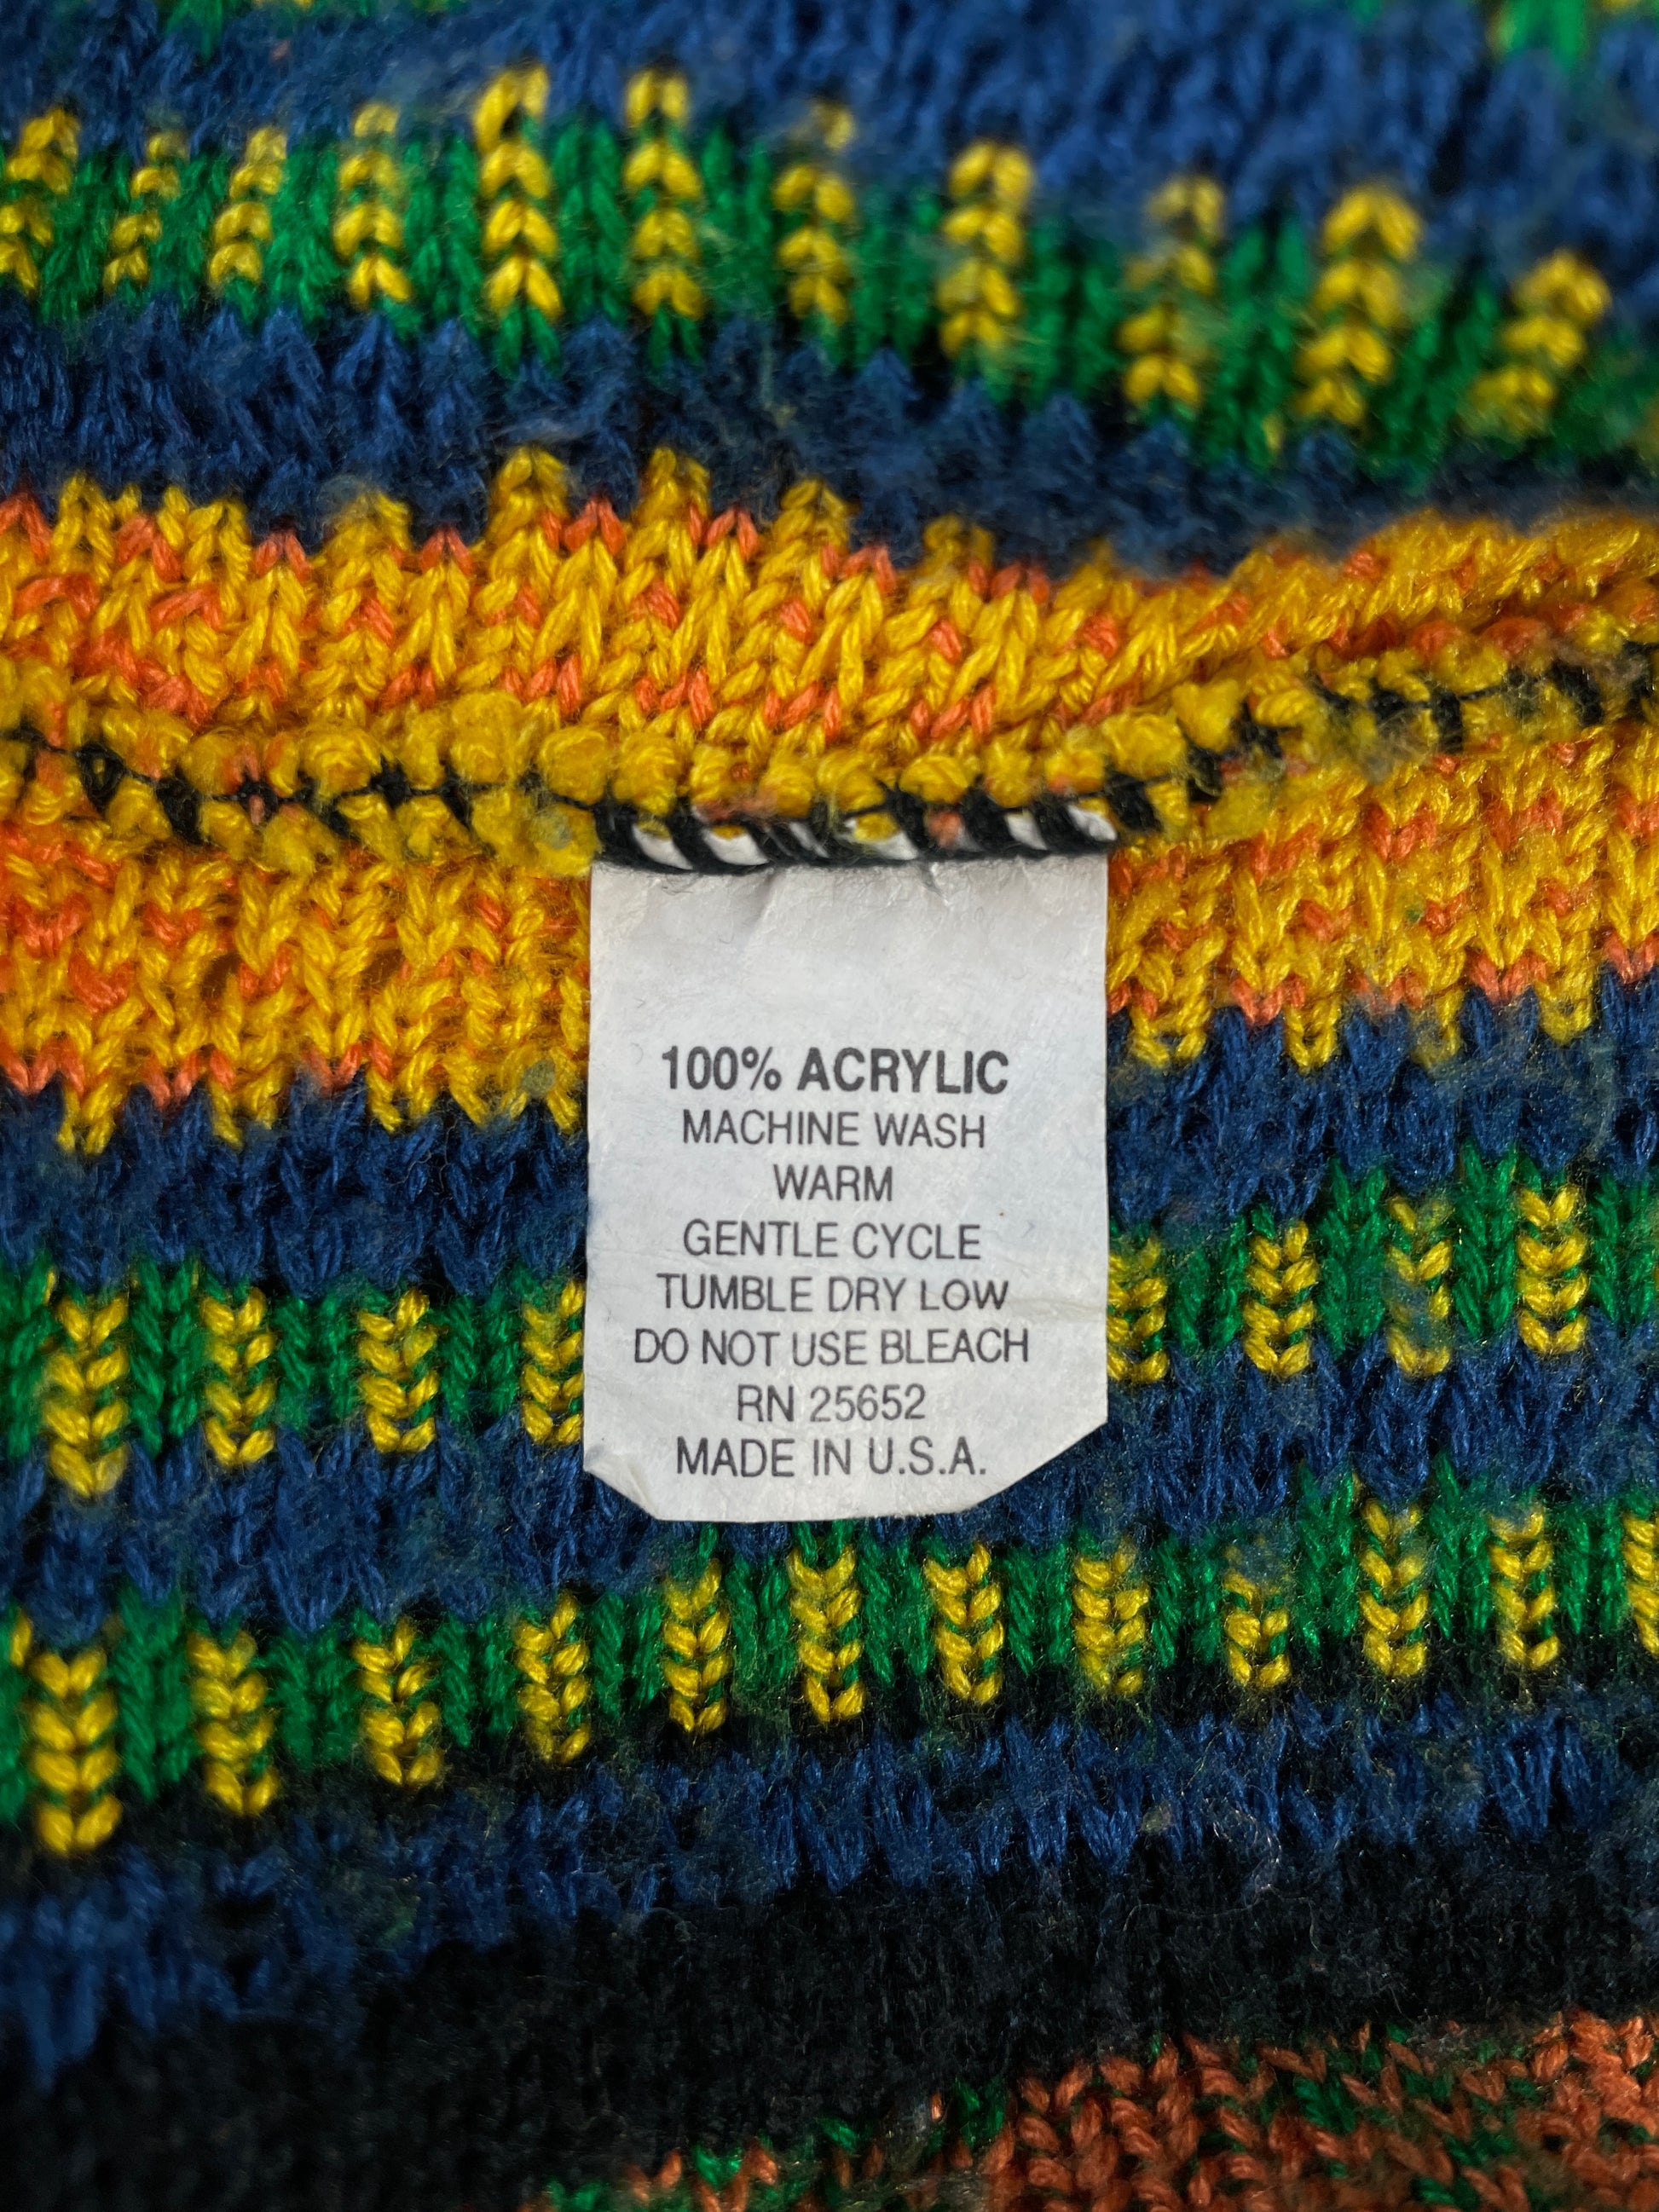 100% ACRYLIC
MACHINE WASH
WARM
GENTLE CYCLE
TUMBLE DRY LOW
DO NOT USE BLEACH
RN 25652
MADE IN U.S.A.